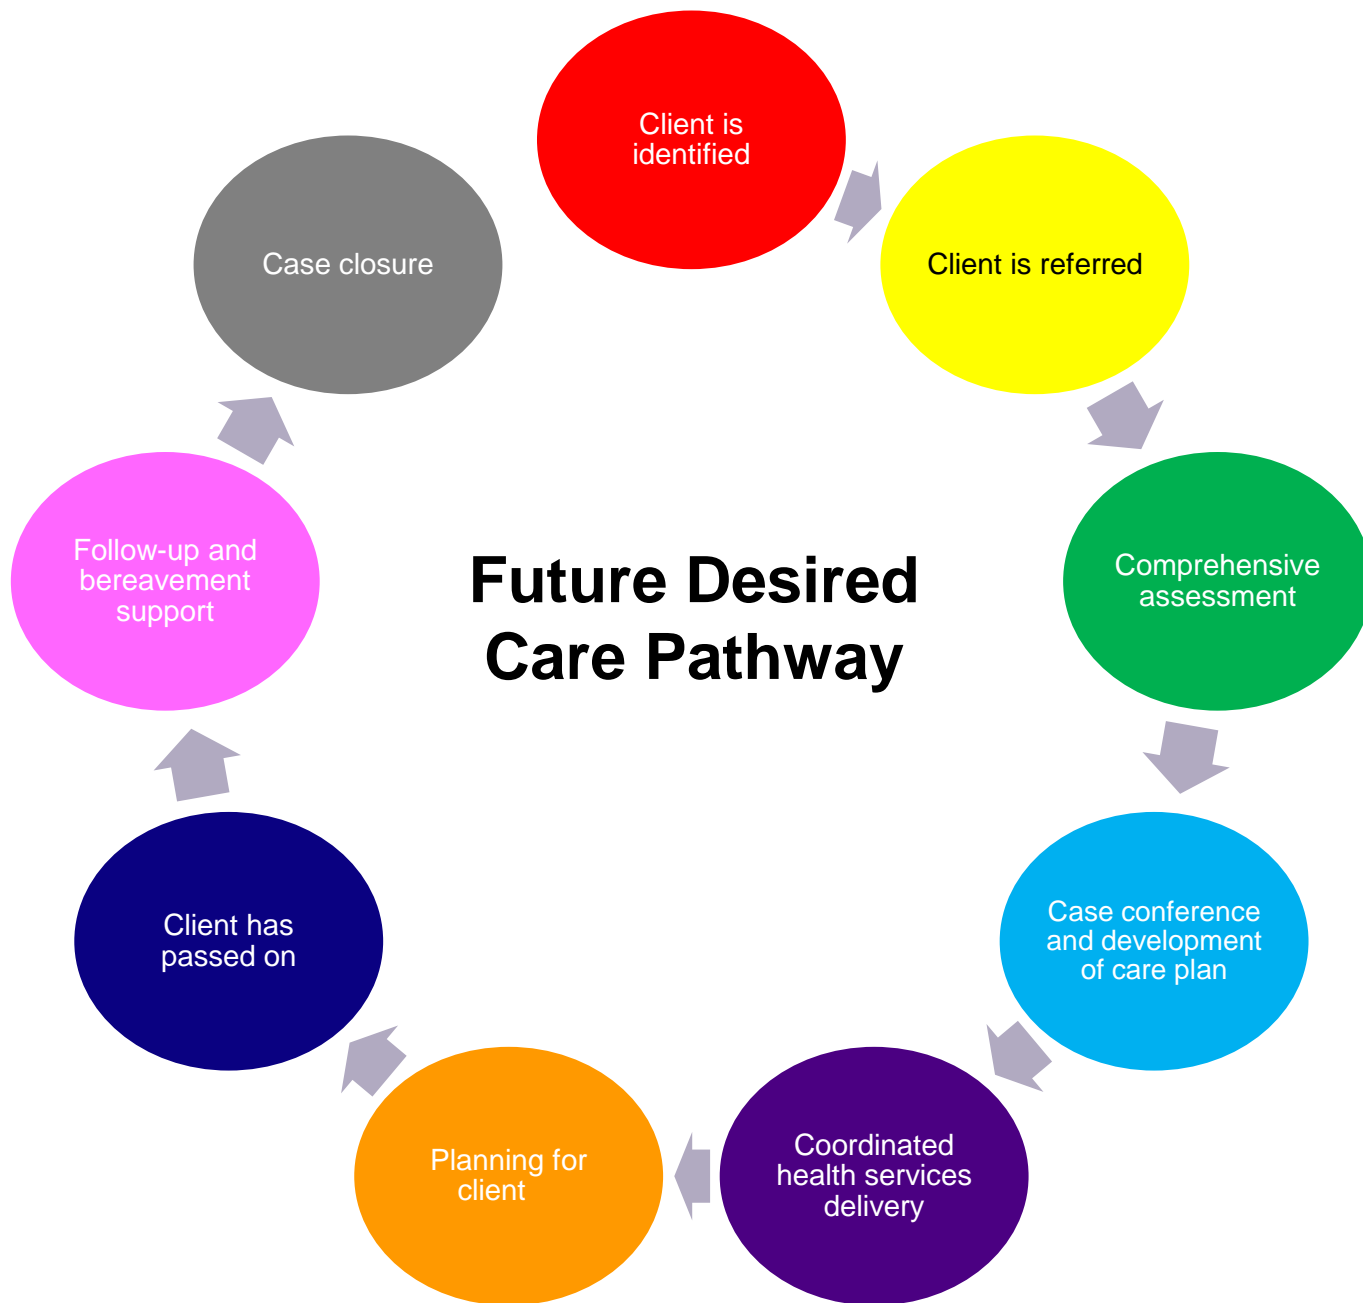 Client is
identified
Client is referred
Comprehensive
assessment
Case conference
and development
of care plan
Coordinated
health services
delivery
Planning for
client
Client has
passed on
Follow-up and
bereavement
support
Case closure
Future Desired
Care Pathway